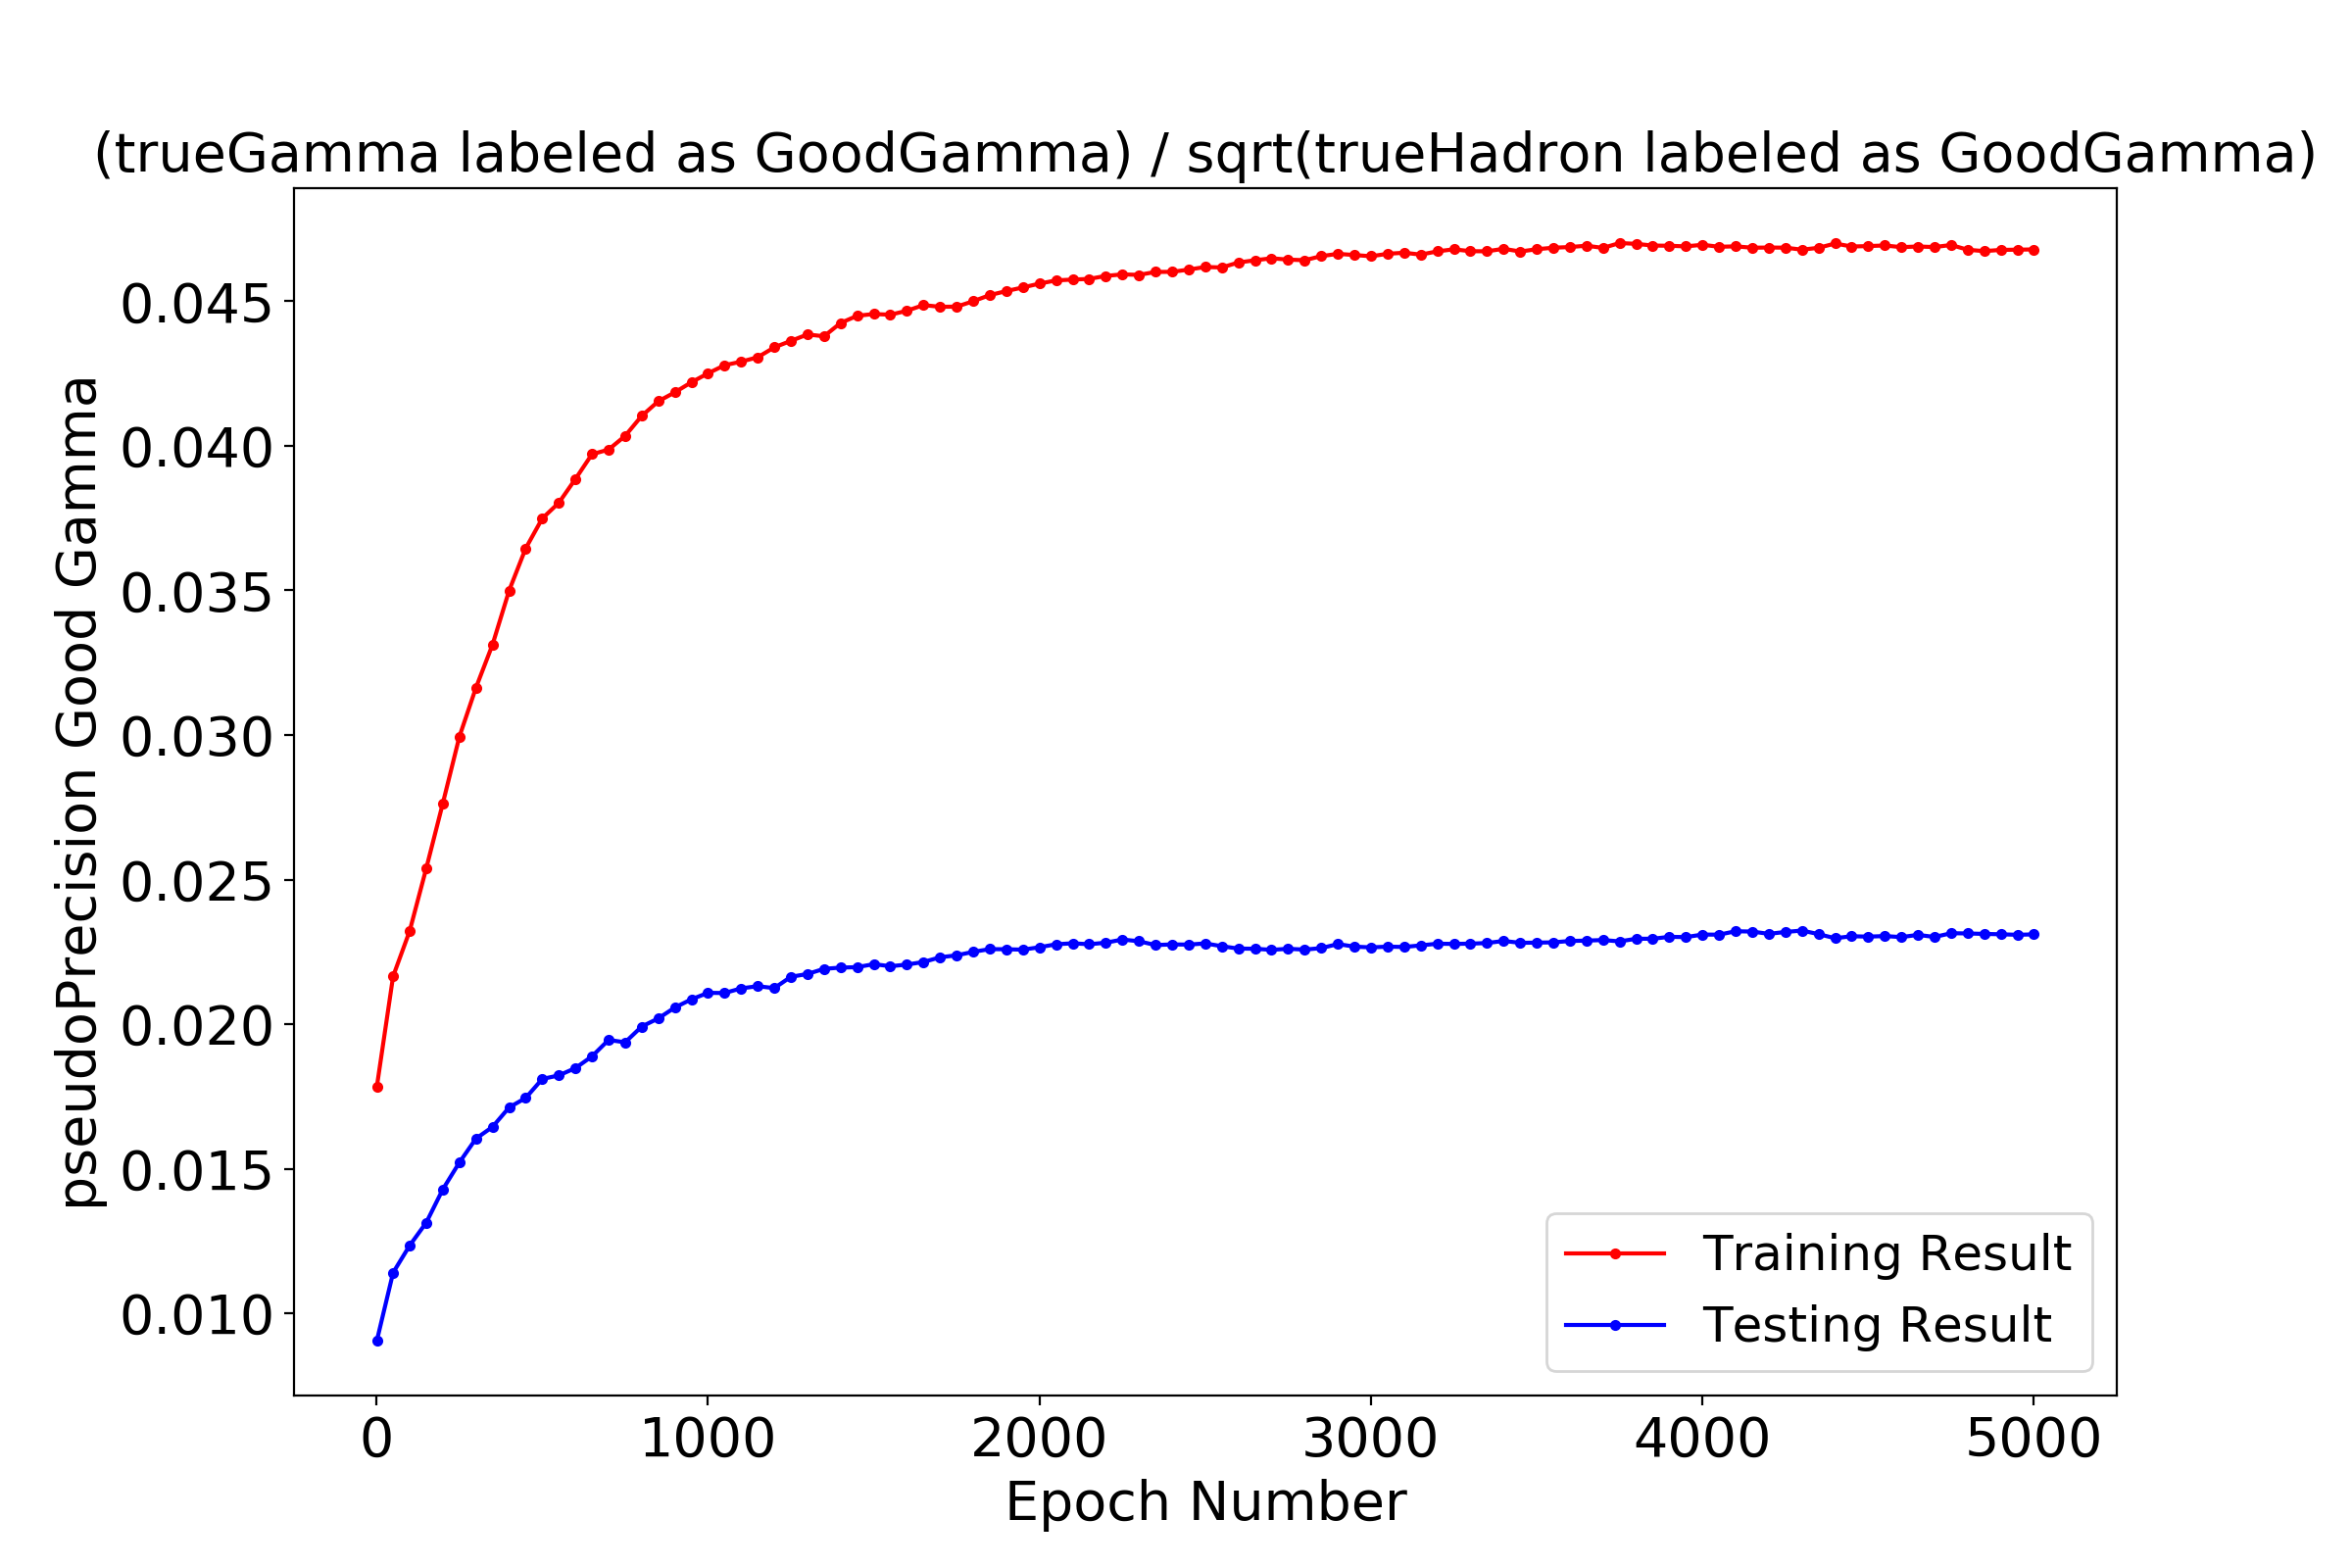 (trueGamma labeled as GoodGamma) / sqrt(trueHadron labeled as GoodGamma)
pseudoPrecision Good Gamma
0.045
0.040
0.035
0.030
0.025
0.020
0.015
0.010
Training Result
Testing Result
0 1000 2000 3000 4000 5000
Epoch Number